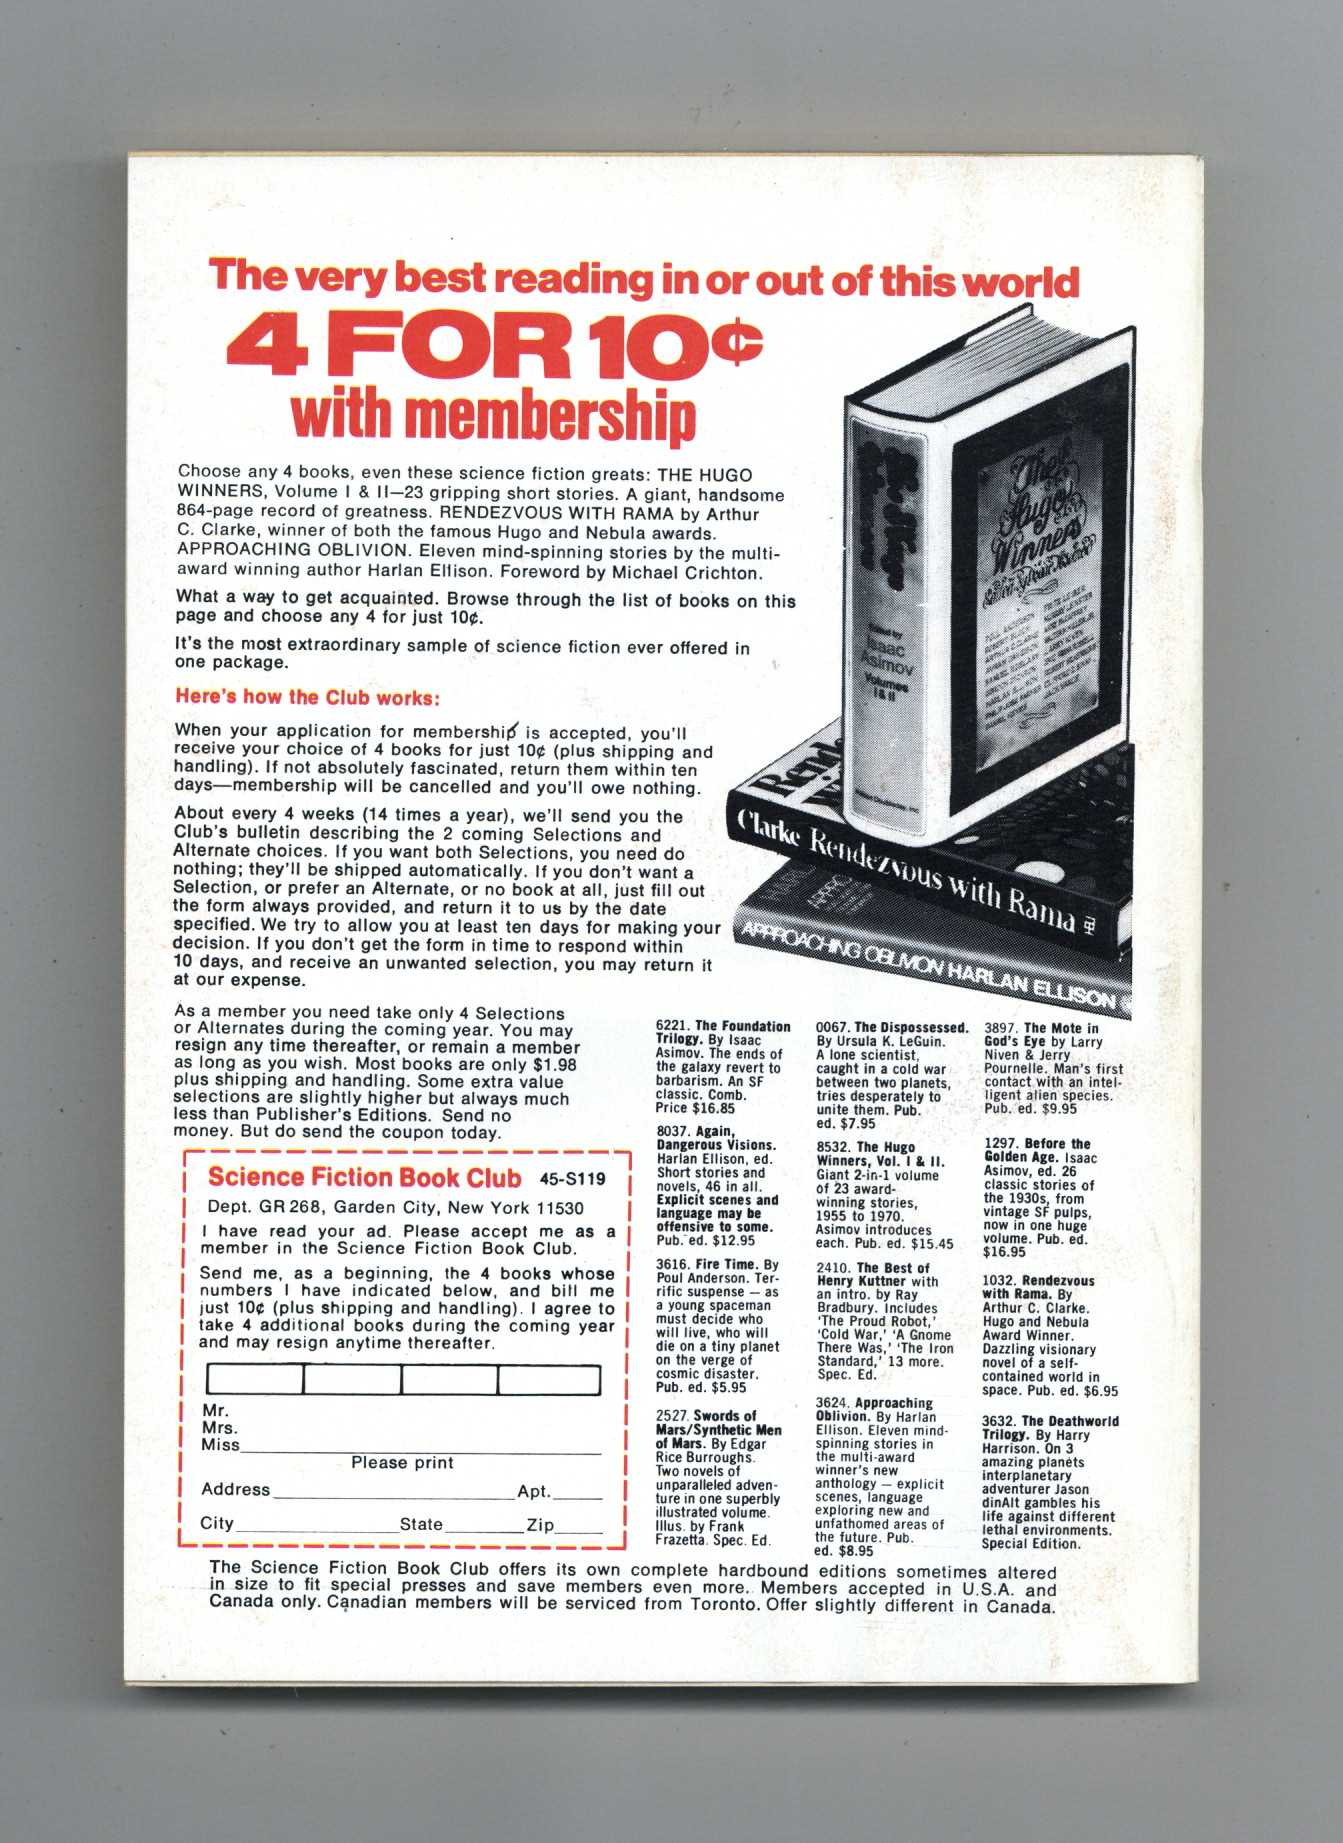 The very best reading in or out of this world
4 FOR 10¢
with membership
Choose any 4 books, even these science fiction greats: THE HUGO
WINNERS, Volume I & II—23 gripping short stories. A giant, handsome
864-page record of greatness. RENDEZVOUS WITH RAMA by Arthur
C. Clarke, winner of both the famous Hugo and Nebula awards.
APPROACHING OBLIVION. Eleven mind-spinning stories by the multi-
award winning author Harlan Ellison. Foreword by Michael Crichton.
What a way to get acquainted. Browse through the list of books on this
page and choose any 4 for just 10¢.
It's the most extraordinary sample of science fiction ever offered in
one package.
Here's how the Club works:
When your application for membership is accepted, you'll
receive your choice of 4 books for just 10¢ (plus shipping and
handling). If not absolutely fascinated, return them within ten
days—membership will be cancelled and you'll owe nothing.
About every 4 weeks (14 times a year), we'll send you the
Club's bulletin describing the 2 coming Selections and
Alternate choices. If you want both Selections, you need do
nothing; they'll be shipped automatically. If you don't want a
Selection, or prefer an Alternate, or no book at all, just fill out
the form always provided, and return it to us by the date
specified. We try to allow you at least ten days for making your
decision. If you don't get the form in time to respond within
10 days, and receive an unwanted selection, you may return it
at our expense.
As a member you need take only 4 Selections
or Alternates during the coming year. You may
resign any time thereafter, or remain a member
as long as you wish. Most books are only $1.98
plus shipping and handling. Some extra value
selections are slightly higher but always much
less than Publisher's Editions. Send no
money. But do send the coupon today.
The
Hugo
Winners
Edited by
Isaac
Asimov
Volumes
I & II
Clarke Rendezvous with Rama
APPROACHING OBLIVION HARLAN ELLISON
Science Fiction Book Club 45-S119
Dept. GR 268, Garden City, New York 11530
I have read your ad. Please accept me as a
member in the Science Fiction Book Club.
Send me, as a beginning, the 4 books whose
numbers I have indicated below, and bill me
just 10¢ (plus shipping and handling). I agree to
take 4 additional books during the coming year
and may resign anytime thereafter.
Mr.
Mrs.
Miss
Please print
Address Apt.
City State Zip
6221. The Foundation
Trilogy. By Isaac
Asimov. The ends of
the galaxy revert to
barbarism. An SF
classic. Comb.
Price $16.85
8037. Again,
Dangerous Visions.
Harlan Ellison, ed.
Short stories and
novels, 46 in all.
Explicit scenes and
language may be
offensive to some.
Pub. ed. $12.95
3616. Fire Time. By
Poul Anderson. Ter-
rific suspense — as
a young spaceman
must decide who
will live, who will
die on a tiny planet
on the verge of
cosmic disaster.
Pub. ed. $5.95
2527. Swords of
Mars/Synthetic Men
of Mars. By Edgar
Rice Burroughs.
Two novels of
unparalleled adven-
ture in one superbly
illustrated volume.
Illus. by Frank
Frazetta. Spec. Ed.
0067. The Dispossessed.
By Ursula K. LeGuin.
A lone scientist,
caught in a cold war
between two planets,
tries desperately to
unite them. Pub.
ed. $7.95
8532. The Hugo
Winners, Vol. I & II.
Giant 2-in-1 volume
of 23 award-
winning stories,
1955 to 1970.
Asimov introduces
each. Pub. ed. $15.45
2410. The Best of
Henry Kuttner with
an intro. by Ray
Bradbury. Includes
'The Proud Robot,'
'Cold War,' 'A Gnome
There Was,' 'The Iron
Standard,' 13 more.
Spec. Ed.
3624. Approaching
Oblivion. By Harlan
Ellison. Eleven mind-
spinning stories in
the multi-award
winner's new
anthology — explicit
scenes, language
exploring new and
unfathomed areas of
the future. Pub.
ed. $8.95
3897. The Mote in
God's Eye by Larry
Niven & Jerry
Pournelle. Man's first
contact with an intel-
ligent alien species.
Pub. ed. $9.95
1297. Before the
Golden Age. Isaac
Asimov, ed. 26
classic stories of
the 1930s, from
vintage SF pulps,
now in one huge
volume. Pub. ed.
$16.95
1032. Rendezvous
with Rama. By
Arthur C. Clarke.
Hugo and Nebula
Award Winner.
Dazzling visionary
novel of a self-
contained world in
space. Pub. ed. $6.95
3632. The Deathworld
Trilogy. By Harry
Harrison. On 3
amazing planets
interplanetary
adventurer Jason
dinAlt gambles his
life against different
lethal environments.
Special Edition.
The Science Fiction Book Club offers its own complete hardbound editions sometimes altered
in size to fit special presses and save members even more. Members accepted in U.S.A. and
Canada only. Canadian members will be serviced from Toronto. Offer slightly different in Canada.